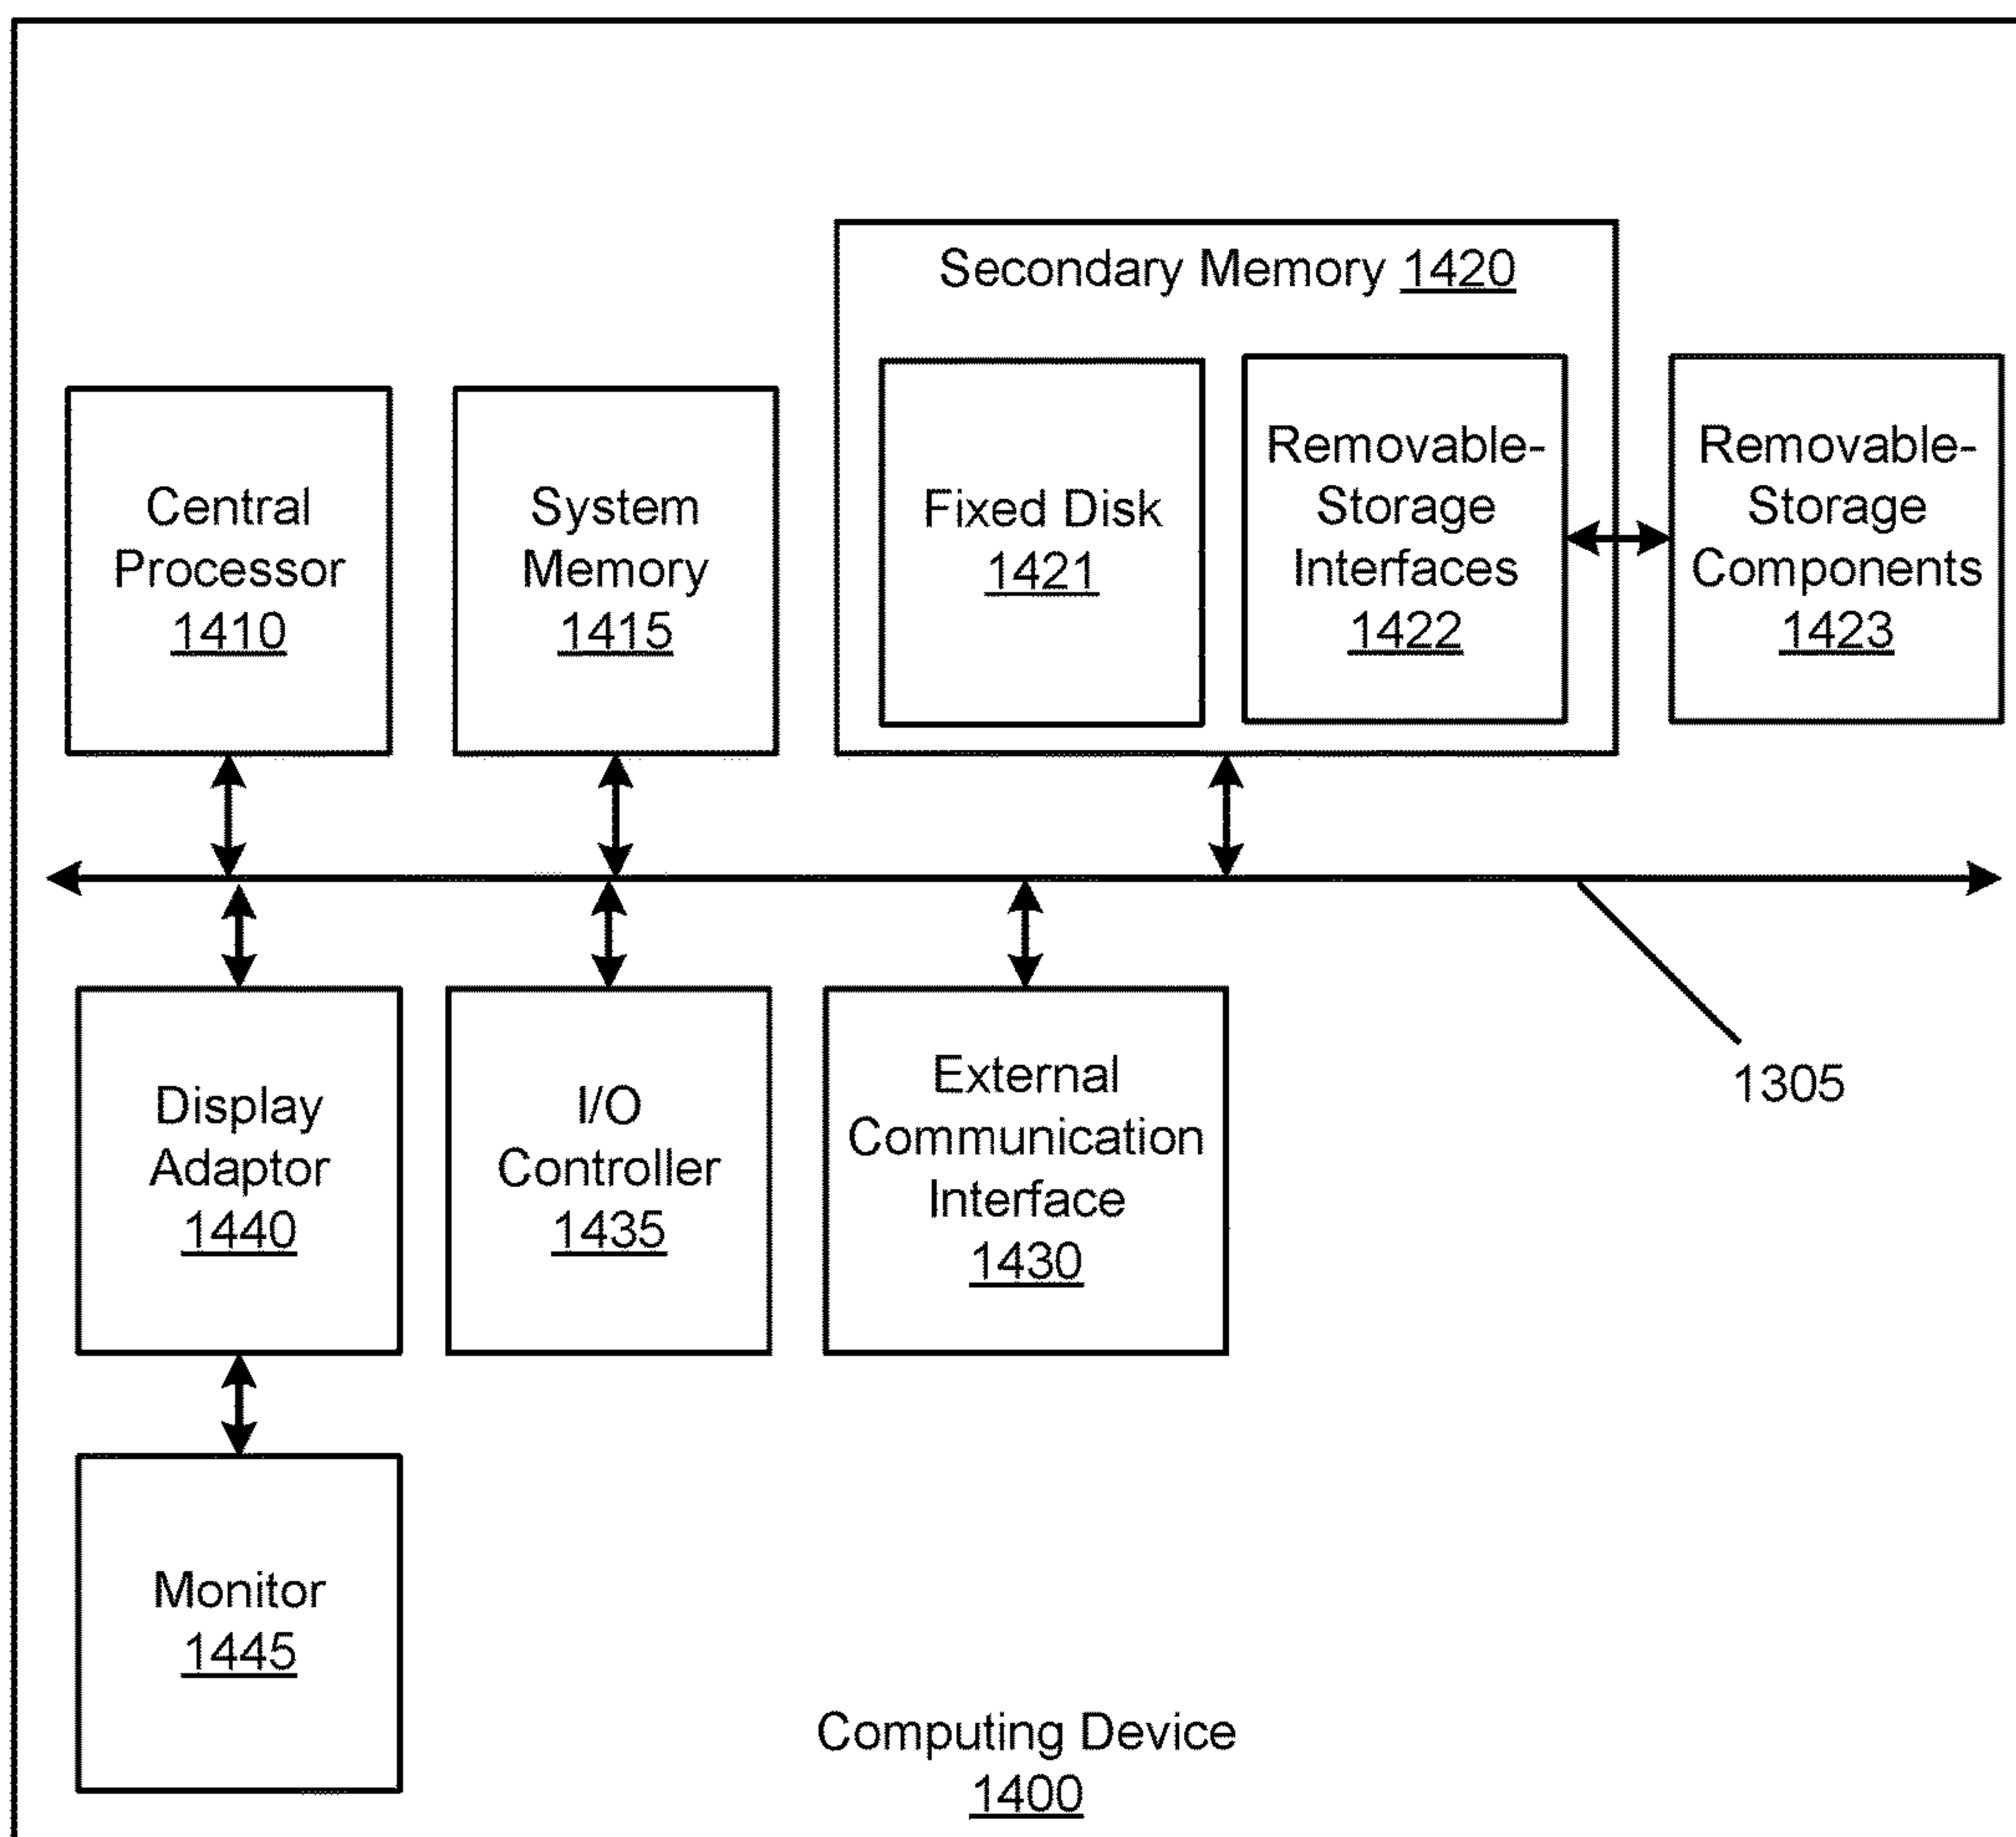 Secondary Memory 1420
Central
Processor
1410
System
Memory
1415
Fixed Disk
1421
Removable-
Storage
Interfaces
1422
Removable-
Storage
Components
1423
1305
Display
Adaptor
1440
I/O
Controller
1435
External
Communication
Interface
1430
Monitor
1445
Computing Device
1400